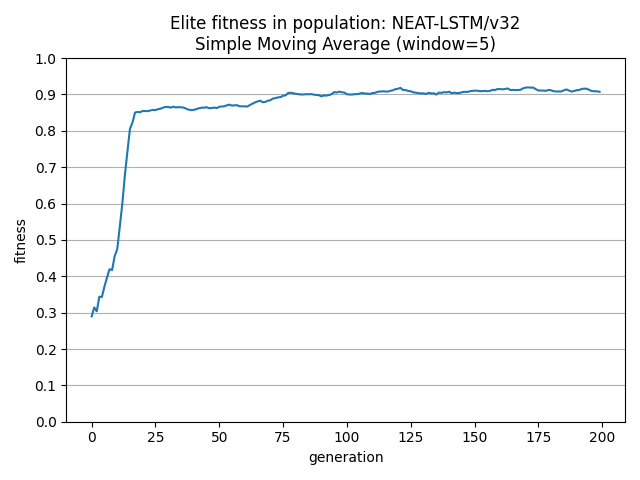 Elite fitness in population: NEAT-LSTM/v32
Simple Moving Average (window=5)
1.0
0.9
0.8
0.7
0.6
0.5
0.4
0.3
0.2
0.1
0.0
fitness
0 25 50 75 100 125 150 175 200
generation